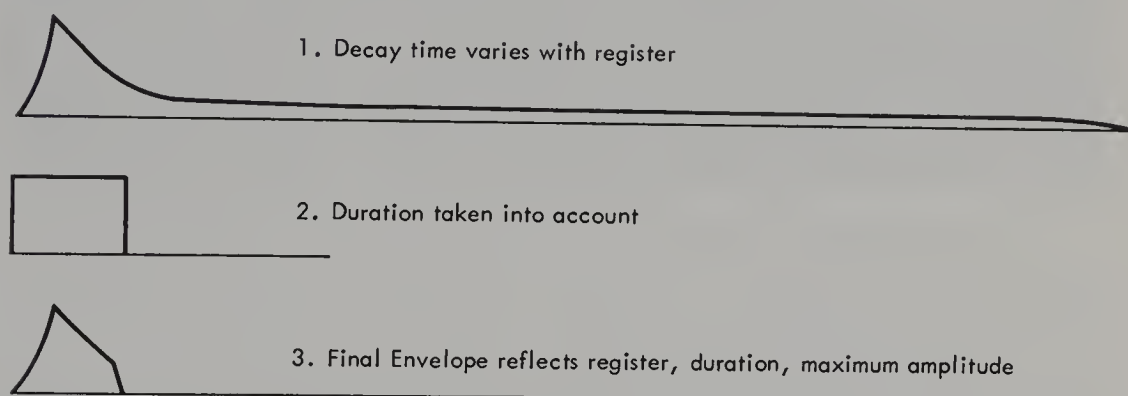 1. Decay time varies with register
2. Duration taken into account
3. Final Envelope reflects register, duration, maximum amplitude